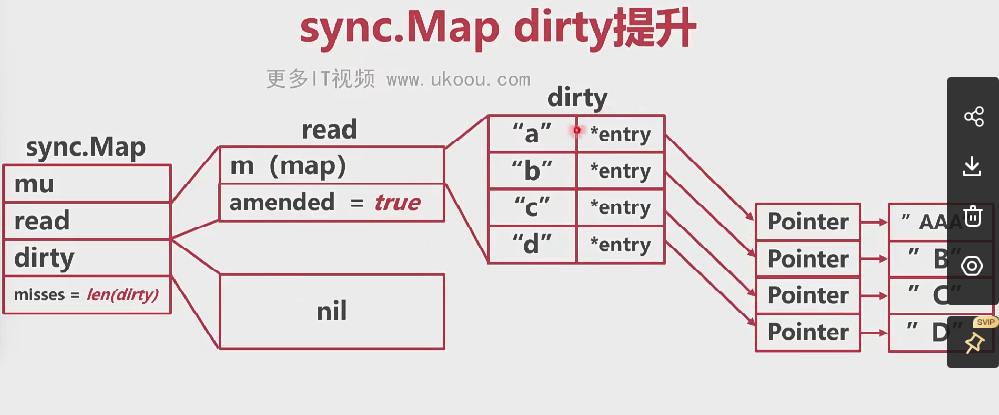 sync.Map dirty提升
更多IT视频 www.ukoou.com
dirty
read
sync.Map
mu
read
dirty
misses = len(dirty)
m（map)
amended = true
nil
“a” *entry
“b” *entry
“c” *entry
“d” *entry
Pointer ” AAA
Pointer ” B”
Pointer ” C”
Pointer ” D”
SVIP